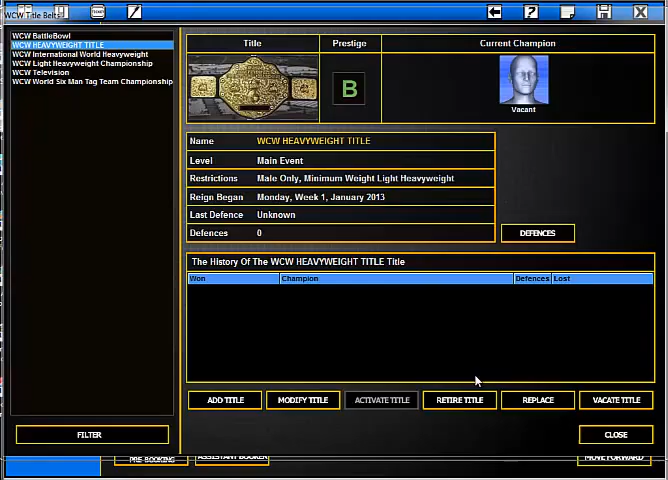 WCW Title Belts
WCW BattleBowl
WCW HEAVYWEIGHT TITLE
WCW International World Heavyweight
WCW Light Heavyweight Championship
WCW Television
WCW World Six Man Tag Team Championship
FILTER
Title
Prestige
Current Champion
B
Vacant
Name WCW HEAVYWEIGHT TITLE
Level Main Event
Restrictions Male Only, Minimum Weight Light Heavyweight
Reign Began Monday, Week 1, January 2013
Last Defence Unknown
Defences 0
DEFENCES
The History Of The WCW HEAVYWEIGHT TITLE Title
Won Champion Defences Lost
ADD TITLE MODIFY TITLE ACTIVATE TITLE RETIRE TITLE REPLACE VACATE TITLE
CLOSE
PRE-BOOKING ASSISTANT BOOKER MOVE FORWARD